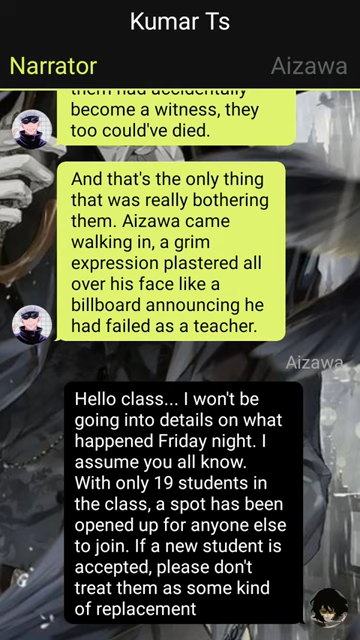 Kumar Ts
Narrator
Aizawa
them had accidentally
become a witness, they
too could've died.
And that's the only thing
that was really bothering
them. Aizawa came
walking in, a grim
expression plastered all
over his face like a
billboard announcing he
had failed as a teacher.
Aizawa
Hello class... I won't be
going into details on what
happened Friday night. I
assume you all know.
With only 19 students in
the class, a spot has been
opened up for anyone else
to join. If a new student is
accepted, please don't
treat them as some kind
of replacement